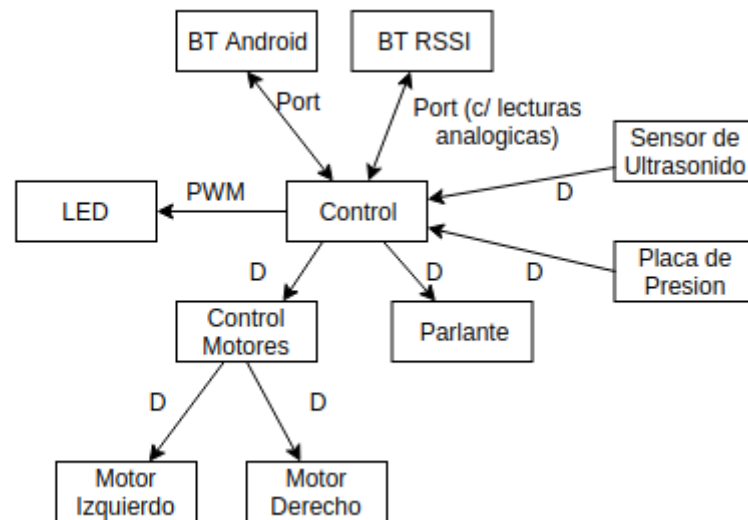 BT Android
BT RSSI
Port
Port (c/ lecturas
analogicas)
Sensor de
Ultrasonido
D
LED
PWM
Control
Placa de
Presion
D
D
D
Control
Motores
Parlante
D
D
Motor
Izquierdo
Motor
Derecho